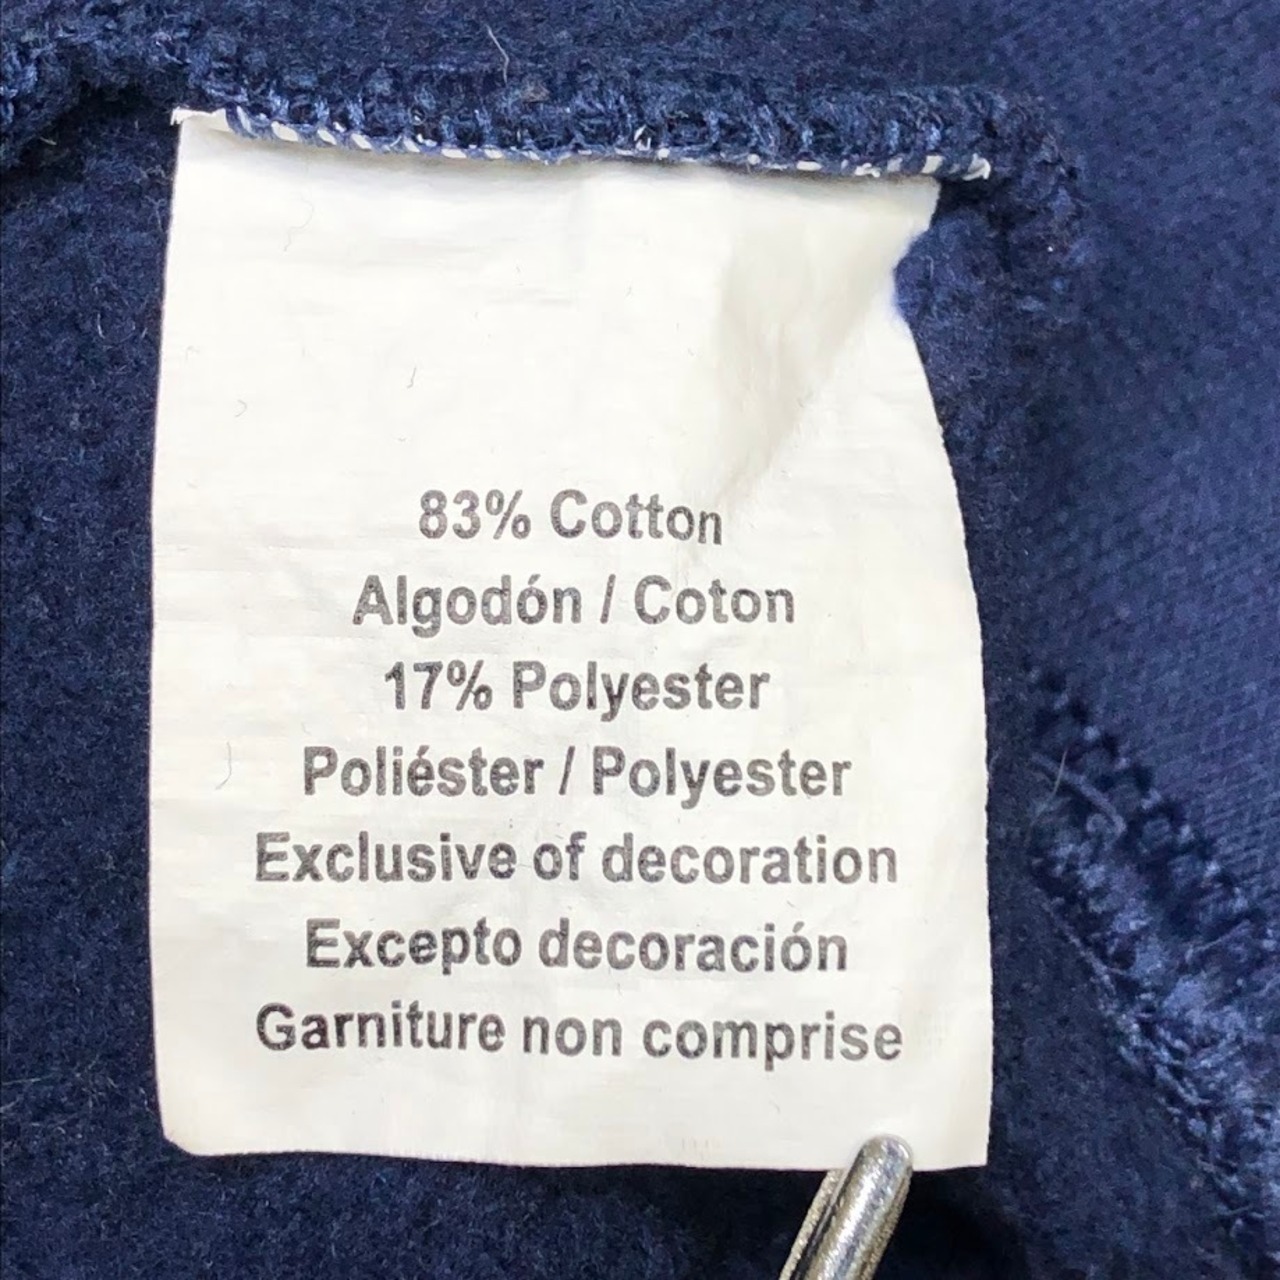 83% Cotton
Algodón / Coton
17% Polyester
Poliéster / Polyester
Exclusive of decoration
Excepto decoración
Garniture non comprise